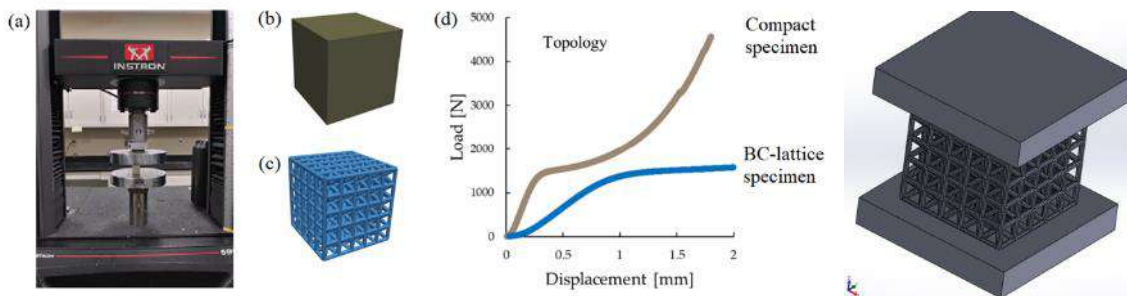 (a)
INSTRON
(b)
(c)
(d)
Topology
Compact
specimen
BC-lattice
specimen
Load [N]
5000
4000
3000
2000
1000
0
0
0.5
1
1.5
2
Displacement [mm]